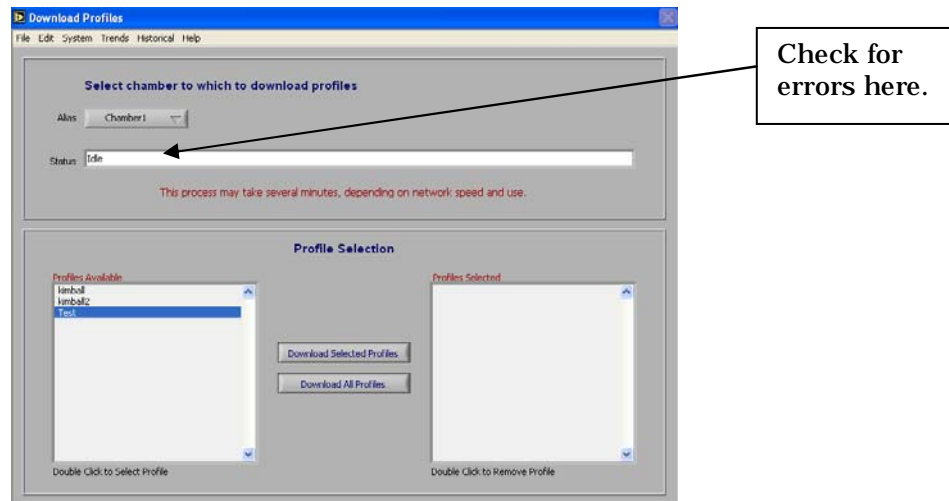 Download Profiles
File Edit System Trends Historical Help
Check for
errors here.
Select chamber to which to download profiles
Alias Chamber1
Status Idle
This process may take several minutes, depending on network speed and use.
Profile Selection
Profiles Available
kimball
kimball2
Test
Double Click to Select Profile
Download Selected Profiles
Download All Profiles
Profiles Selected
Double Click to Remove Profile